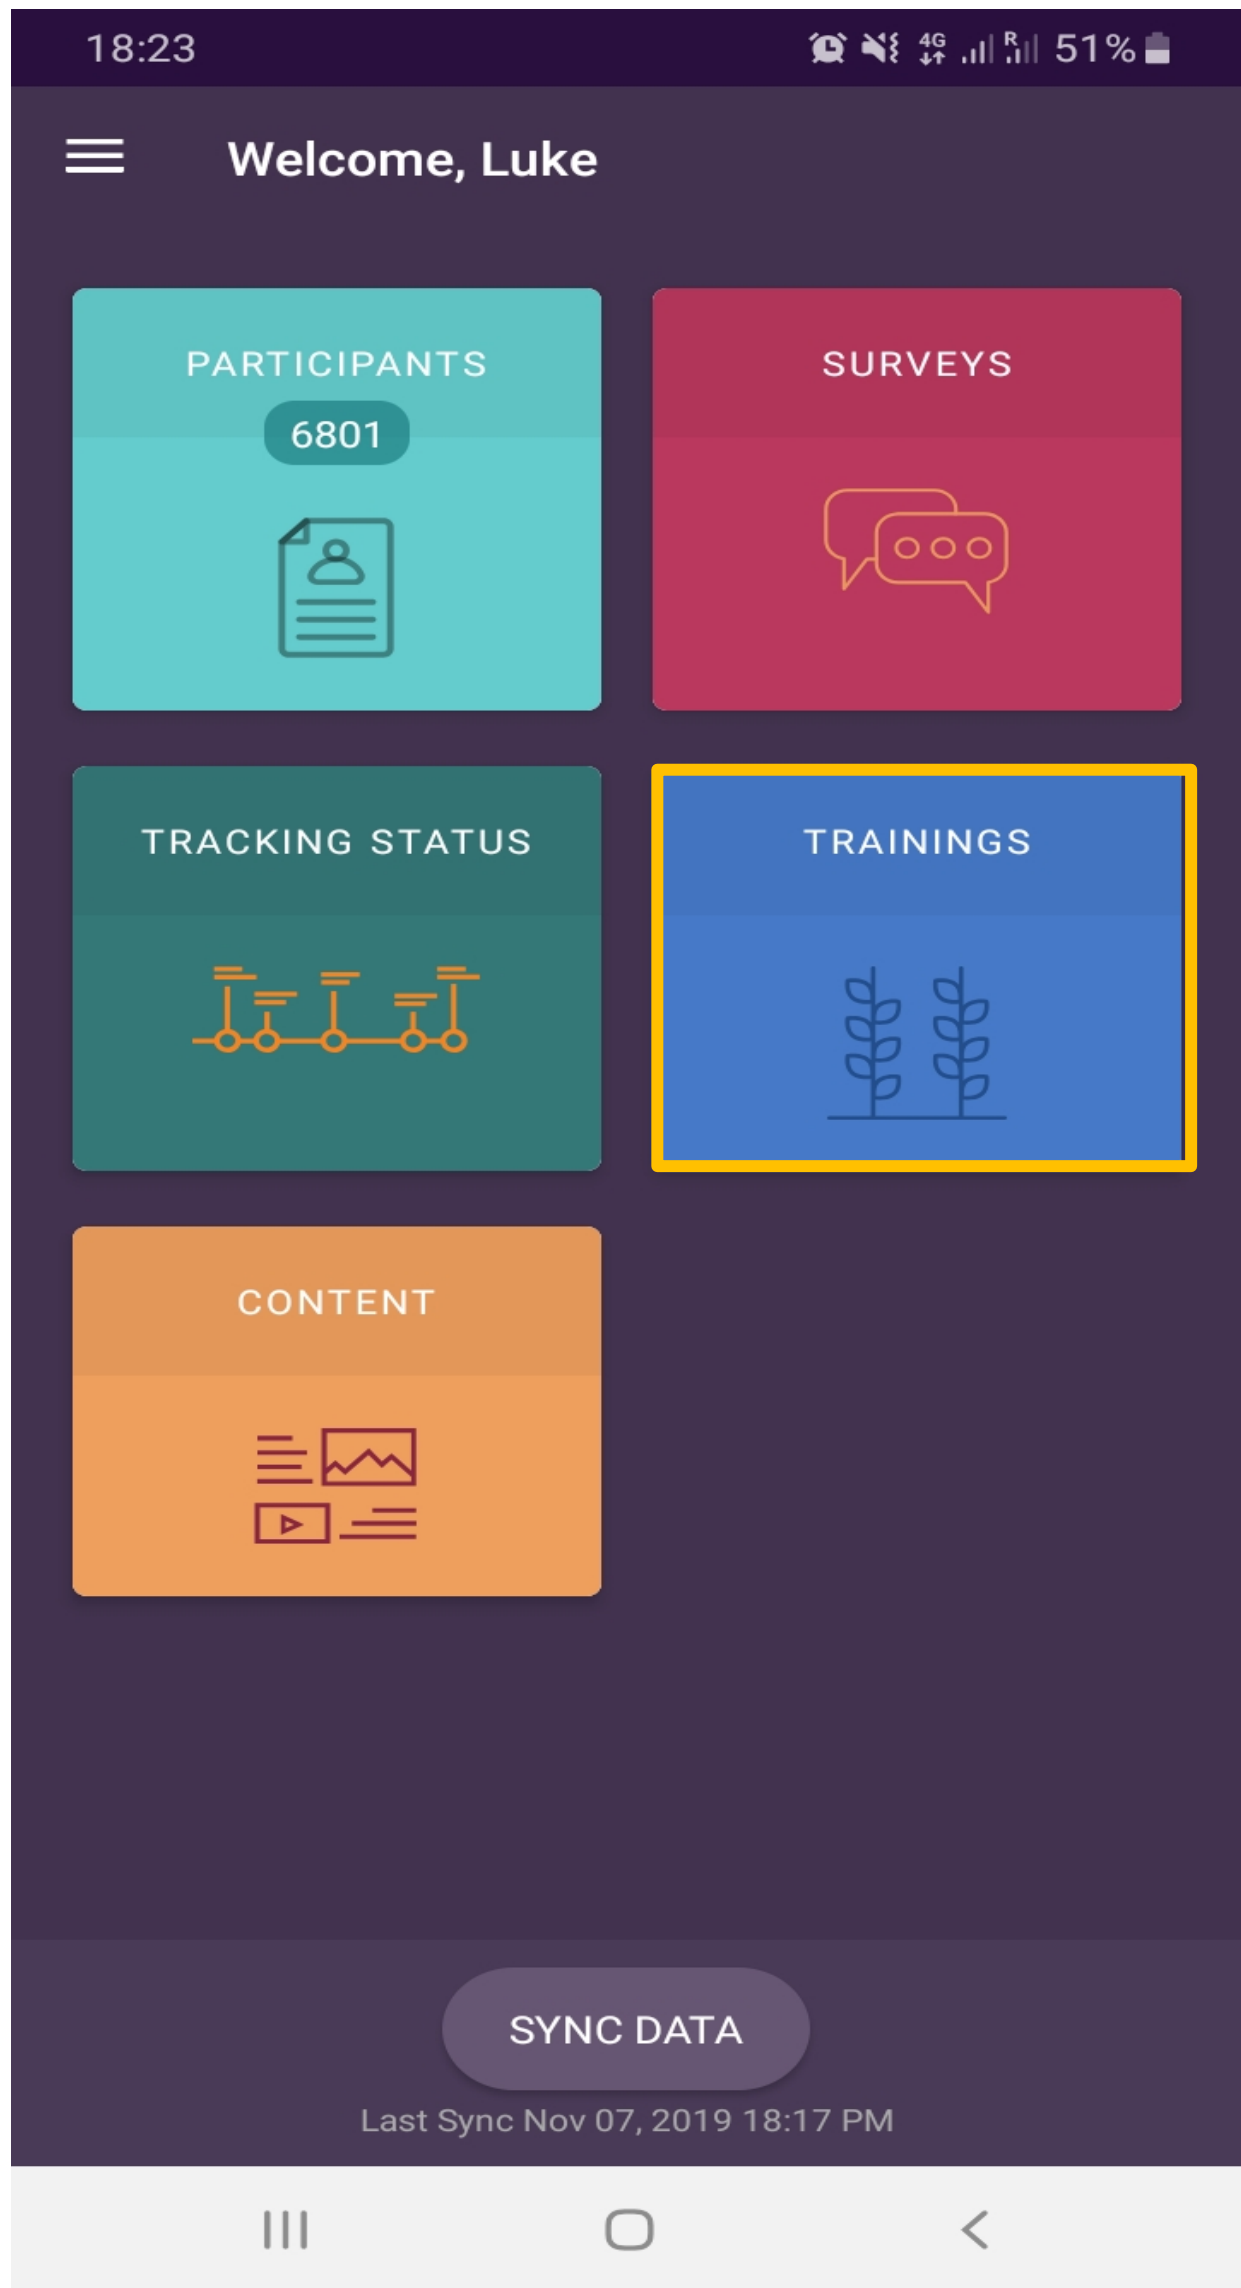 18:23
4G R 51%
Welcome, Luke
PARTICIPANTS
6801
SURVEYS
TRACKING STATUS
TRAININGS
CONTENT
SYNC DATA
Last Sync Nov 07, 2019 18:17 PM